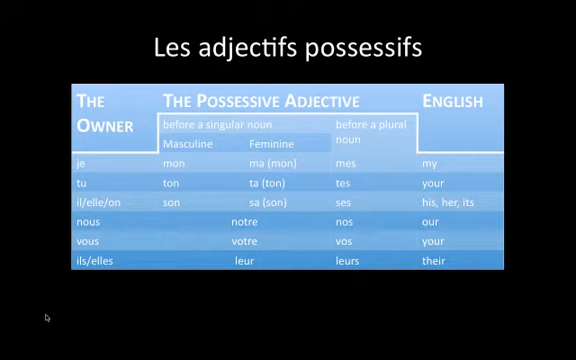 Les adjectifs possessifs
THE OWNER THE POSSESSIVE ADJECTIVE ENGLISH
before a singular noun before a plural noun
Masculine Feminine
je mon ma (mon) mes my
tu ton ta (ton) tes your
il/elle/on son sa (son) ses his, her, its
nous notre nos our
vous votre vos your
ils/elles leur leurs their